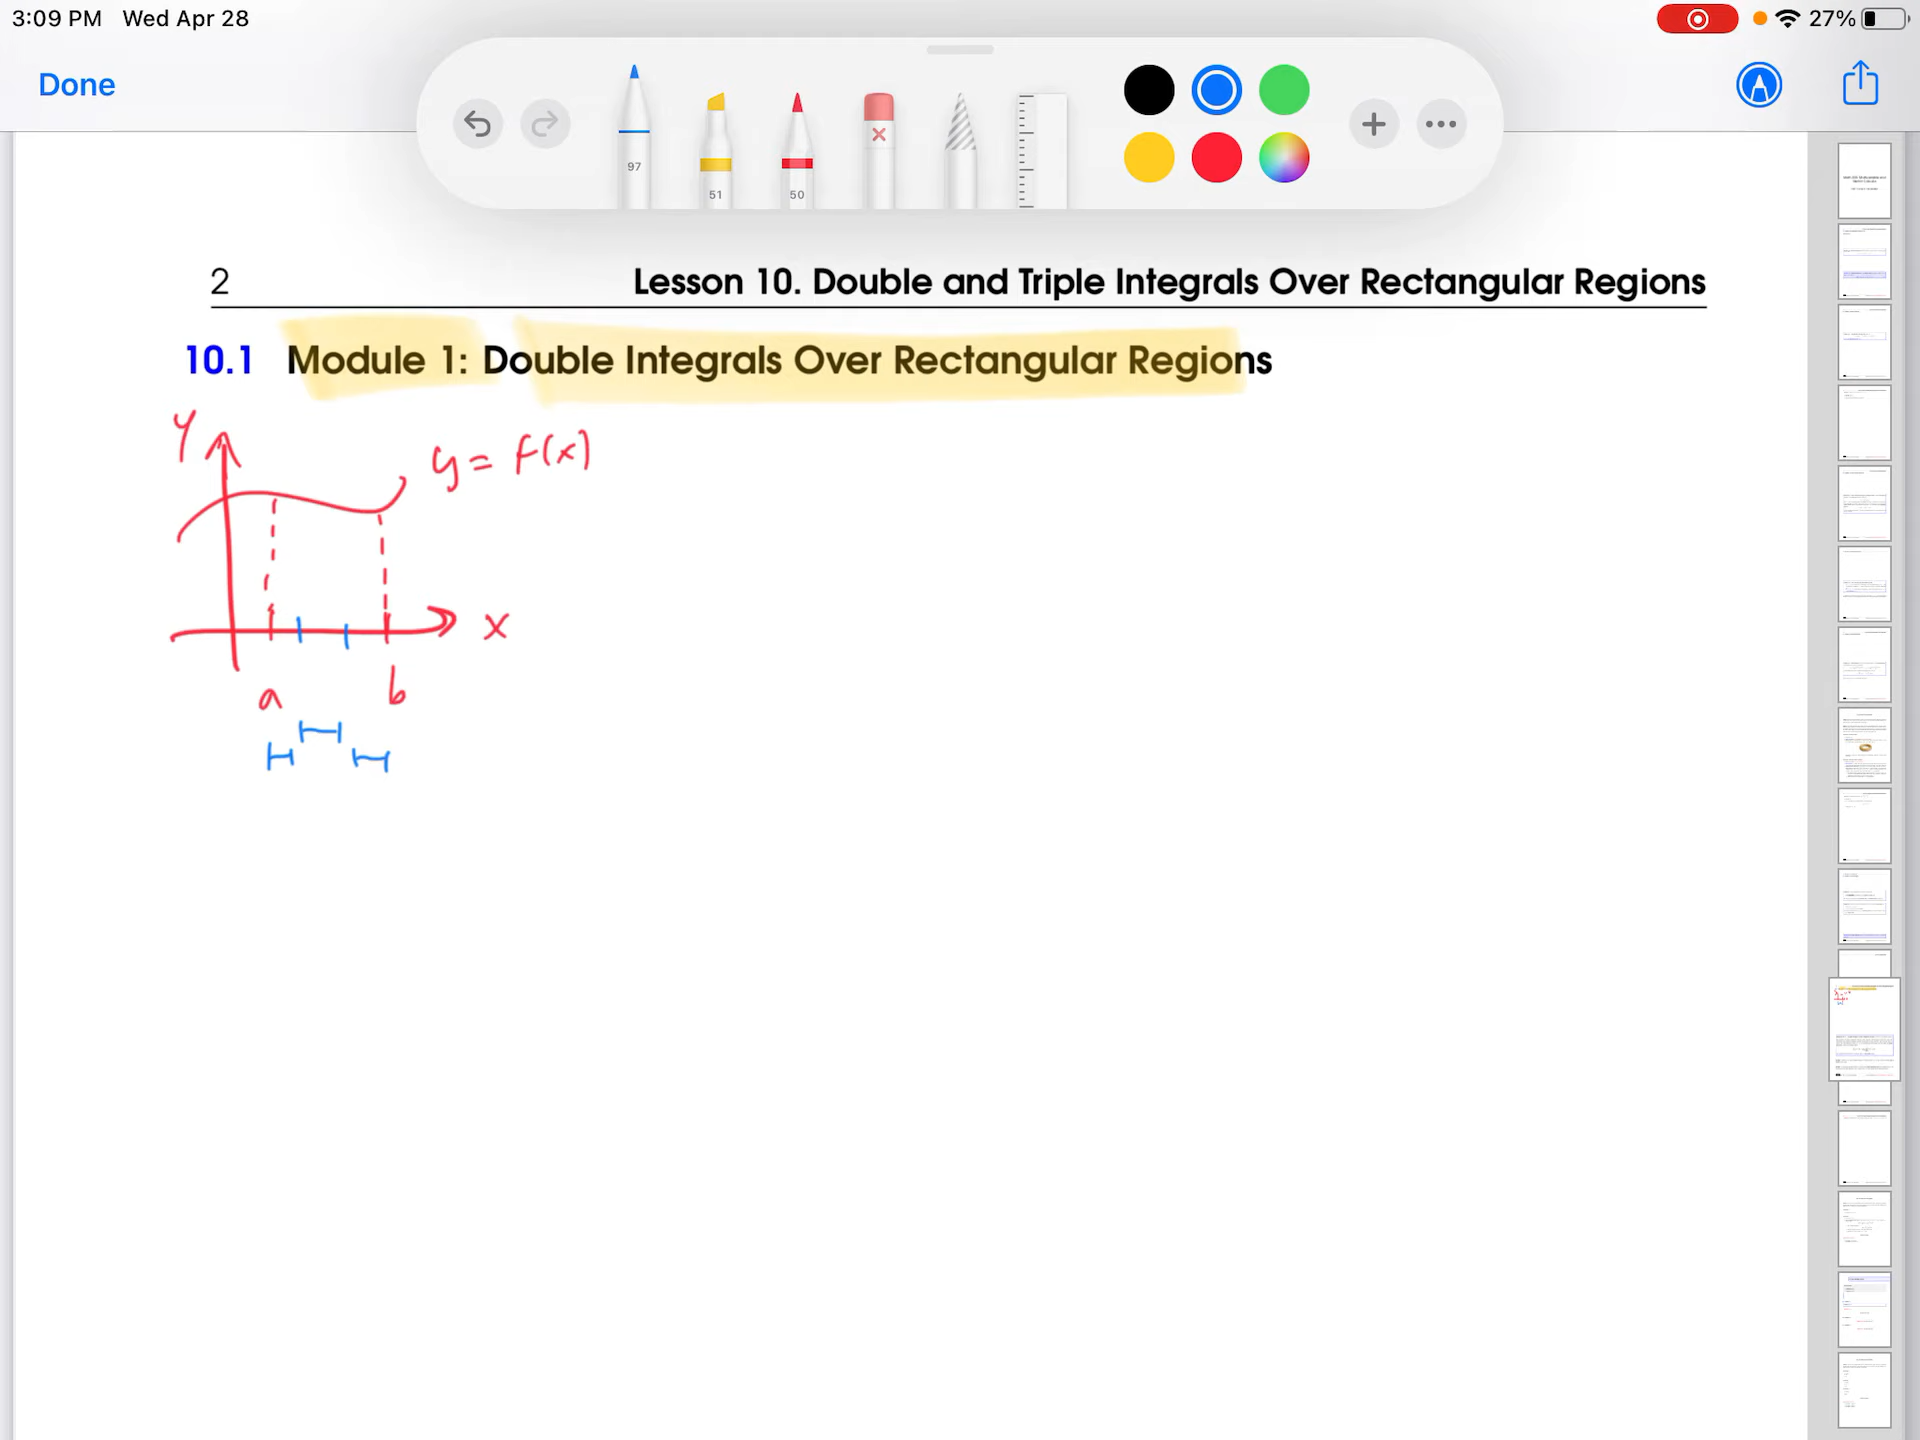 3:09 PM Wed Apr 28
27%
Done
97
51
50
2 Lesson 10. Double and Triple Integrals Over Rectangular Regions
10.1 Module 1: Double Integrals Over Rectangular Regions
y
y = f(x)
x
a b